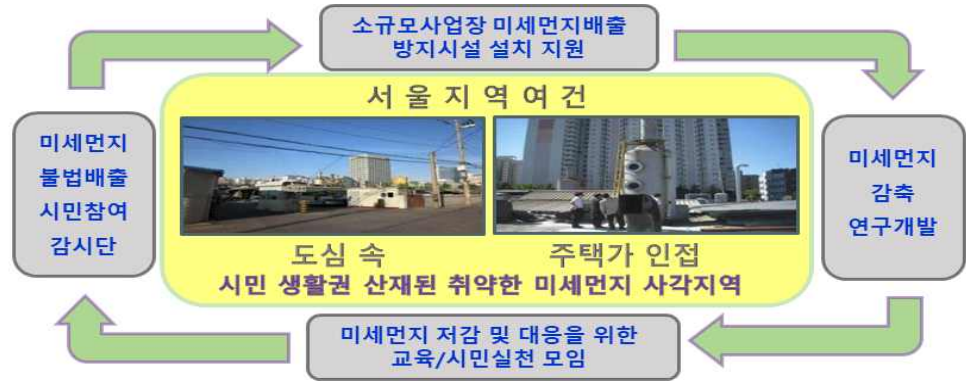 소규모사업장 미세먼지배출
방지시설 설치 지원
서 울 지 역 여 건
미세먼지
불법배출
시민참여
감시단
미세먼지
감축
연구개발
도심 속
주택가 인접
시민 생활권 산재된 취약한 미세먼지 사각지역
미세먼지 저감 및 대응을 위한
교육/시민실천 모임